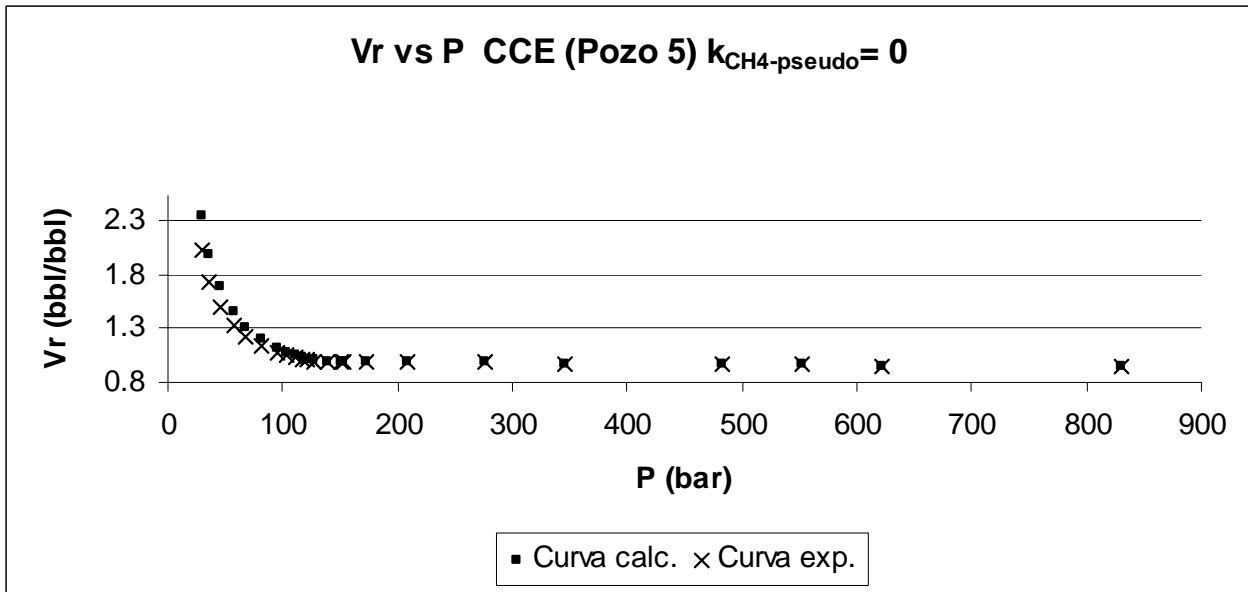 Vr vs P CCE (Pozo 5) kCH4-pseudo= 0
Vr (bbl/bbl)
2.3
1.8
1.3
0.8
0 100 200 300 400 500 600 700 800 900
P (bar)
Curva calc. Curva exp.